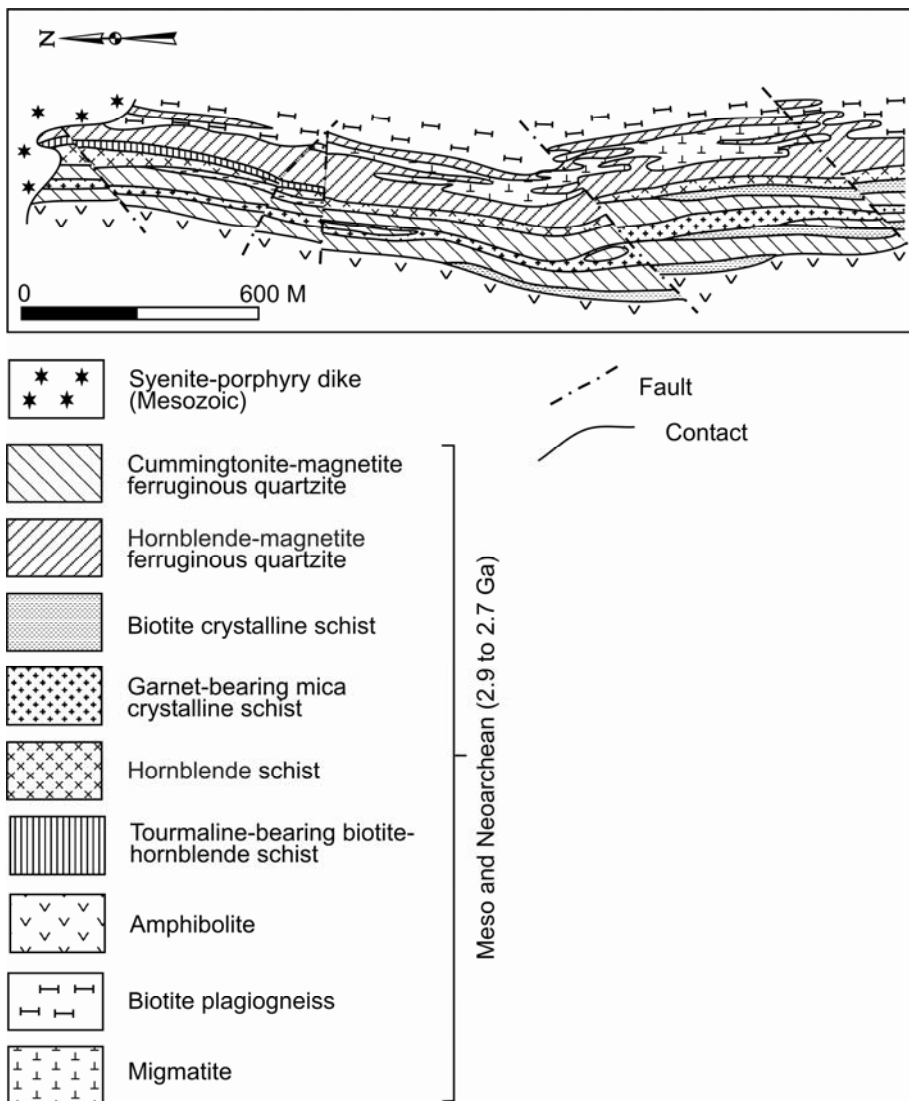 N
0 600 M
Syenite-porphyry dike
(Mesozoic)
Fault
Contact
Cummingtonite-magnetite
ferruginous quartzite
Hornblende-magnetite
ferruginous quartzite
Biotite crystalline schist
Garnet-bearing mica
crystalline schist
Hornblende schist
Tourmaline-bearing biotite-
hornblende schist
Amphibolite
Biotite plagiogneiss
Migmatite
Meso and Neoarchean (2.9 to 2.7 Ga)